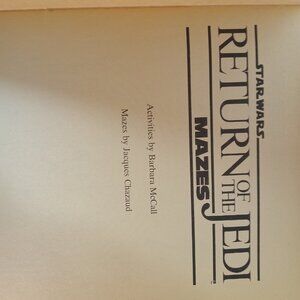 STAR WARS
RETURN OF THE JEDI
MAZES
Activities by Barbara McCall
Mazes by Jacques Chazaud